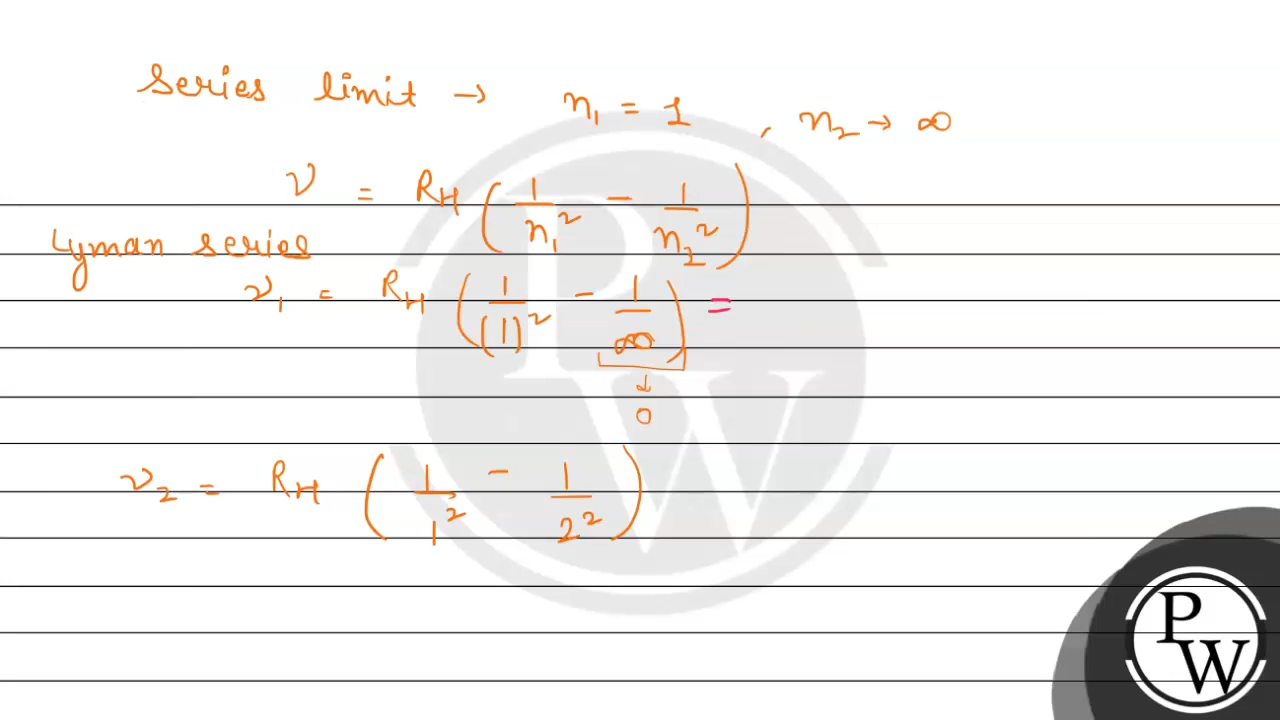 series limit → n₁ = 1 , n₂ → ∞
ν = R_H (1/n₁² − 1/n₂²)
Lyman series
ν₁ = R_H (1/(1)² − 1/∞) =
↓
0
ν₂ = R_H (1/1² − 1/2²)
PW
PW